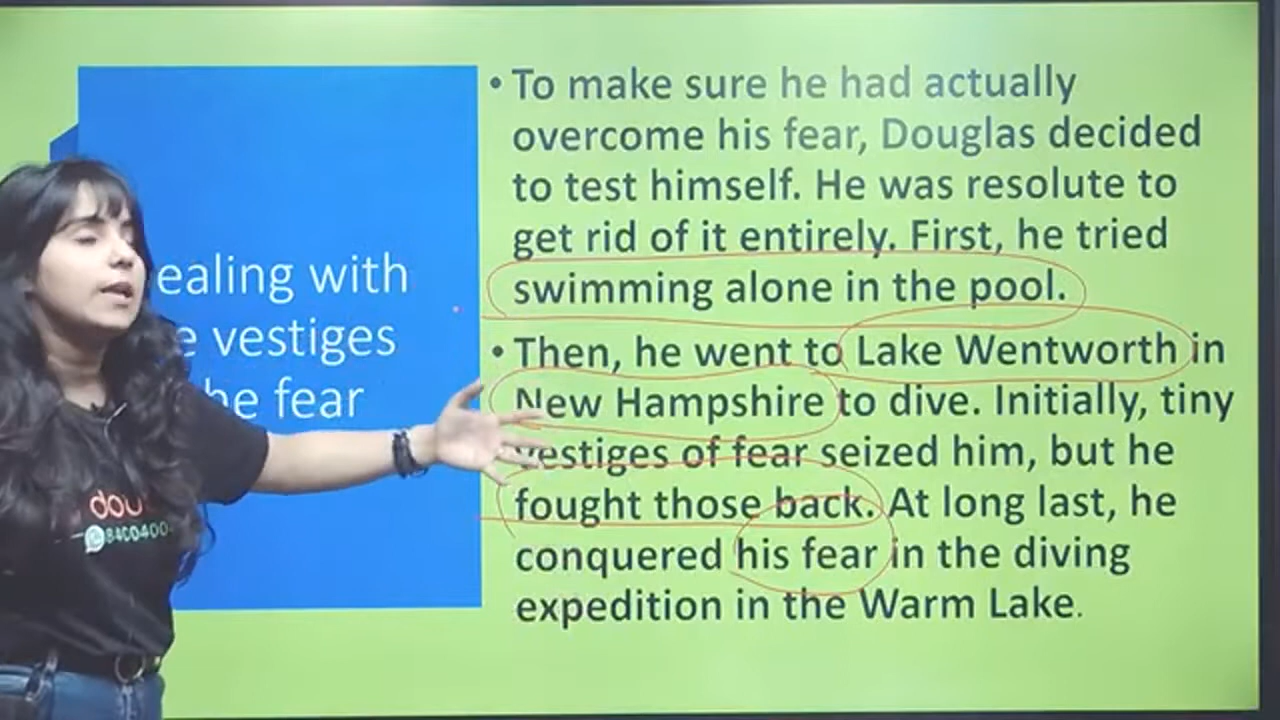 ealing with
e vestiges
he fear
• To make sure he had actually
overcome his fear, Douglas decided
to test himself. He was resolute to
get rid of it entirely. First, he tried
swimming alone in the pool.
• Then, he went to Lake Wentworth in
New Hampshire to dive. Initially, tiny
vestiges of fear seized him, but he
fought those back. At long last, he
conquered his fear in the diving
expedition in the Warm Lake.
dou
8400400